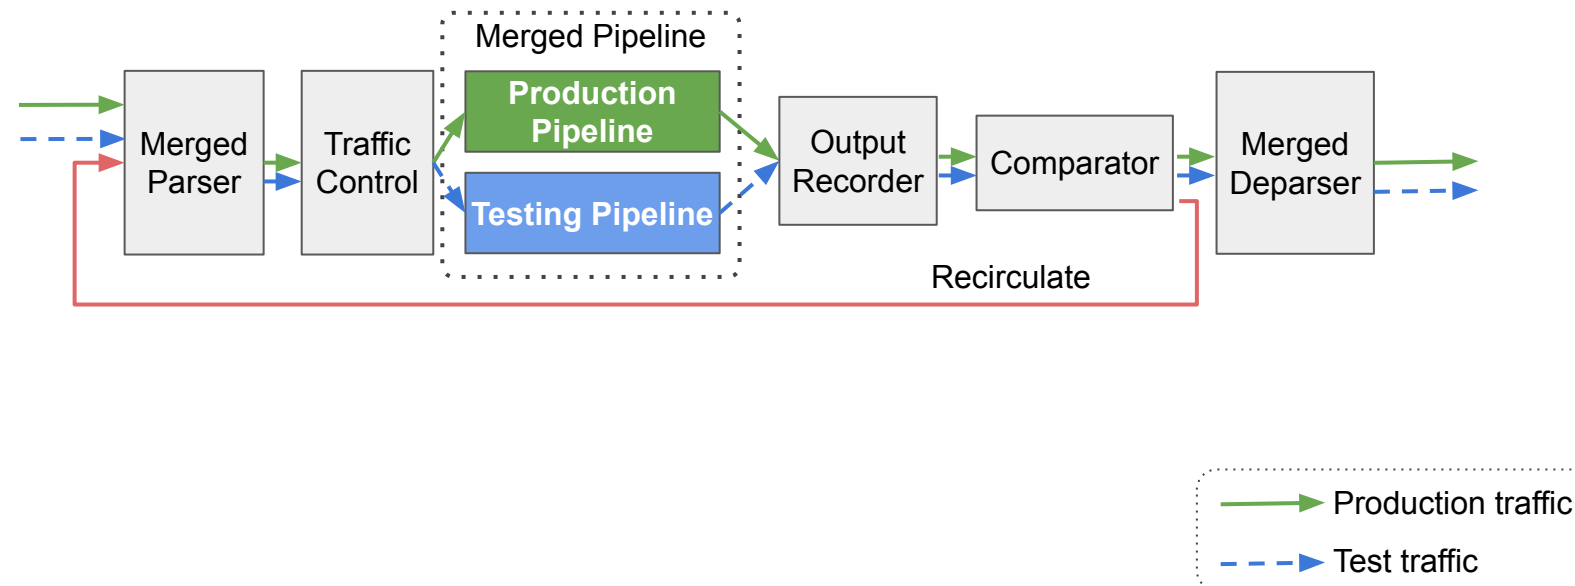 Merged Pipeline
Merged
Parser
Traffic
Control
Production
Pipeline
Testing Pipeline
Output
Recorder
Comparator
Merged
Deparser
Recirculate
Production traffic
Test traffic